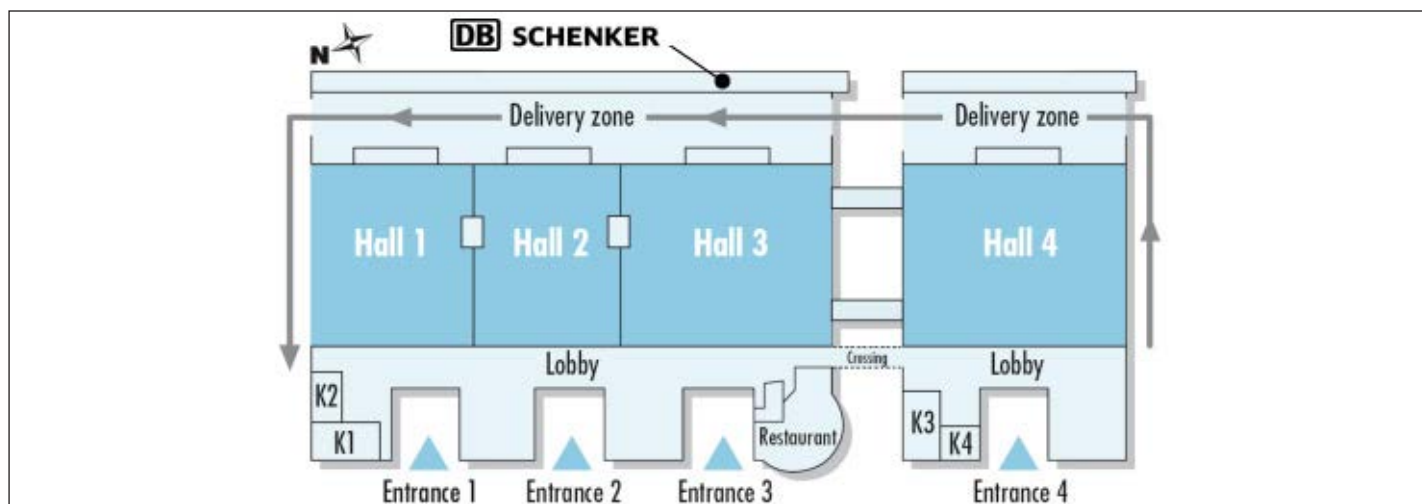 N
DB SCHENKER
Delivery zone
Delivery zone
Hall 1
Hall 2
Hall 3
Hall 4
Lobby
Crossing
Lobby
K2
K1
Restaurant
K3
K4
Entrance 1
Entrance 2
Entrance 3
Entrance 4